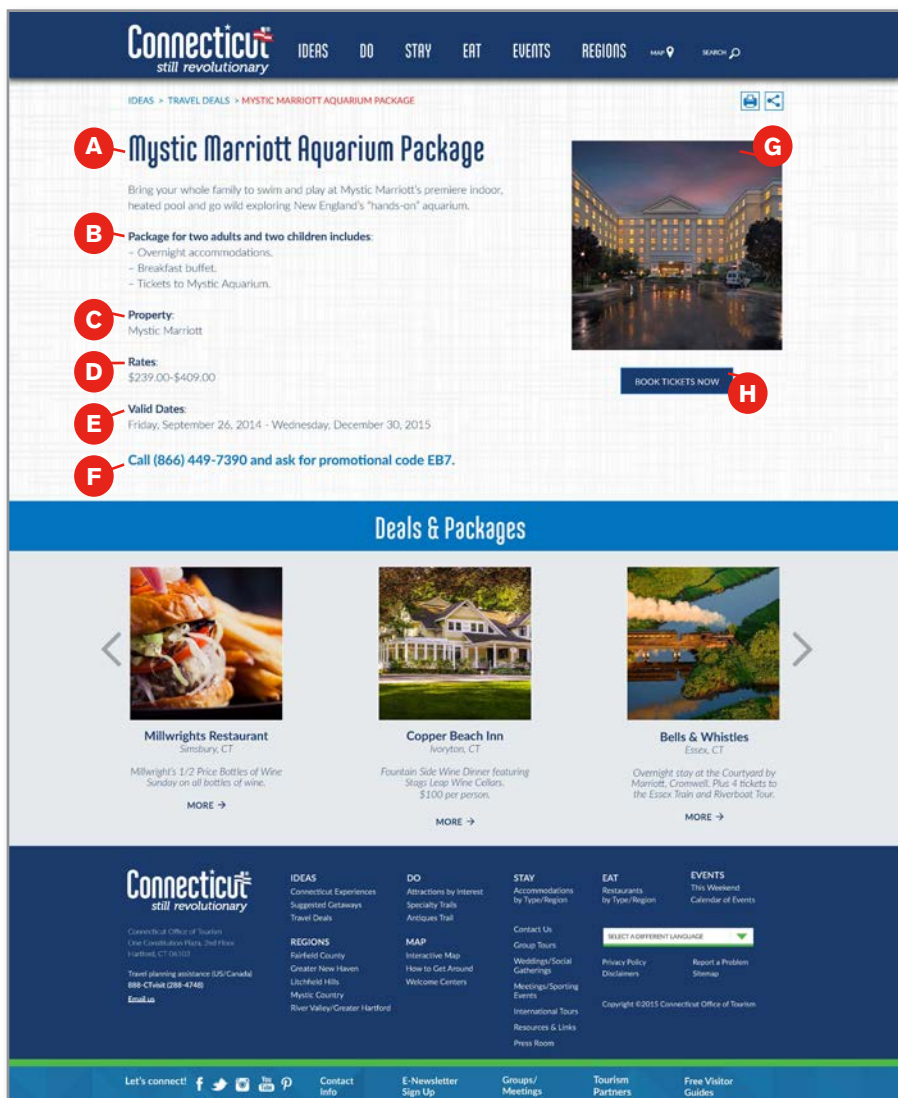 Connecticut
still revolutionary
IDEAS DO STAY EAT EVENTS REGIONS MAP SEARCH
IDEAS > TRAVEL DEALS > MYSTIC MARRIOTT AQUARIUM PACKAGE
A
Mystic Marriott Aquarium Package
G
Bring your whole family to swim and play at Mystic Marriott's premiere indoor,
heated pool and go wild exploring New England's "hands-on" aquarium.
B
Package for two adults and two children includes:
– Overnight accommodations.
– Breakfast buffet.
– Tickets to Mystic Aquarium.
C
Property:
Mystic Marriott
D
Rates:
$239.00-$409.00
BOOK TICKETS NOW
H
E
Valid Dates:
Friday, September 26, 2014 - Wednesday, December 30, 2015
F
Call (866) 449-7390 and ask for promotional code EB7.
Deals & Packages
Millwrights Restaurant
Simsbury, CT
Millwright's 1/2 Price Bottles of Wine
Sunday on all bottles of wine.
MORE →
Copper Beach Inn
Ivoryton, CT
Fountain Side Wine Dinner featuring
Stags Leap Wine Cellars.
$100 per person.
MORE →
Bells & Whistles
Essex, CT
Overnight stay at the Courtyard by
Marriott, Cromwell. Plus 4 tickets to
the Essex Train and Riverboat Tour.
MORE →
Connecticut
still revolutionary
Connecticut Office of Tourism
One Constitution Plaza, 2nd Floor
Hartford, CT 06103
Travel planning assistance (US/Canada)
888-CTvisit (288-4748)
Email us
IDEAS
Connecticut Experiences
Suggested Getaways
Travel Deals
REGIONS
Fairfield County
Greater New Haven
Litchfield Hills
Mystic Country
River Valley/Greater Hartford
DO
Attractions by Interest
Specialty Trails
Antiques Trail
MAP
Interactive Map
How to Get Around
Welcome Centers
STAY
Accommodations
by Type/Region
Contact Us
Group Tours
Weddings/Social
Gatherings
Meetings/Sporting
Events
International Tours
Resources & Links
Press Room
EAT
Restaurants
by Type/Region
EVENTS
This Weekend
Calendar of Events
SELECT A DIFFERENT LANGUAGE
Privacy Policy
Disclaimers
Report a Problem
Sitemap
Copyright ©2015 Connecticut Office of Tourism
Let's connect!
You
Tube
Contact
Info
E-Newsletter
Sign Up
Groups/
Meetings
Tourism
Partners
Free Visitor
Guides